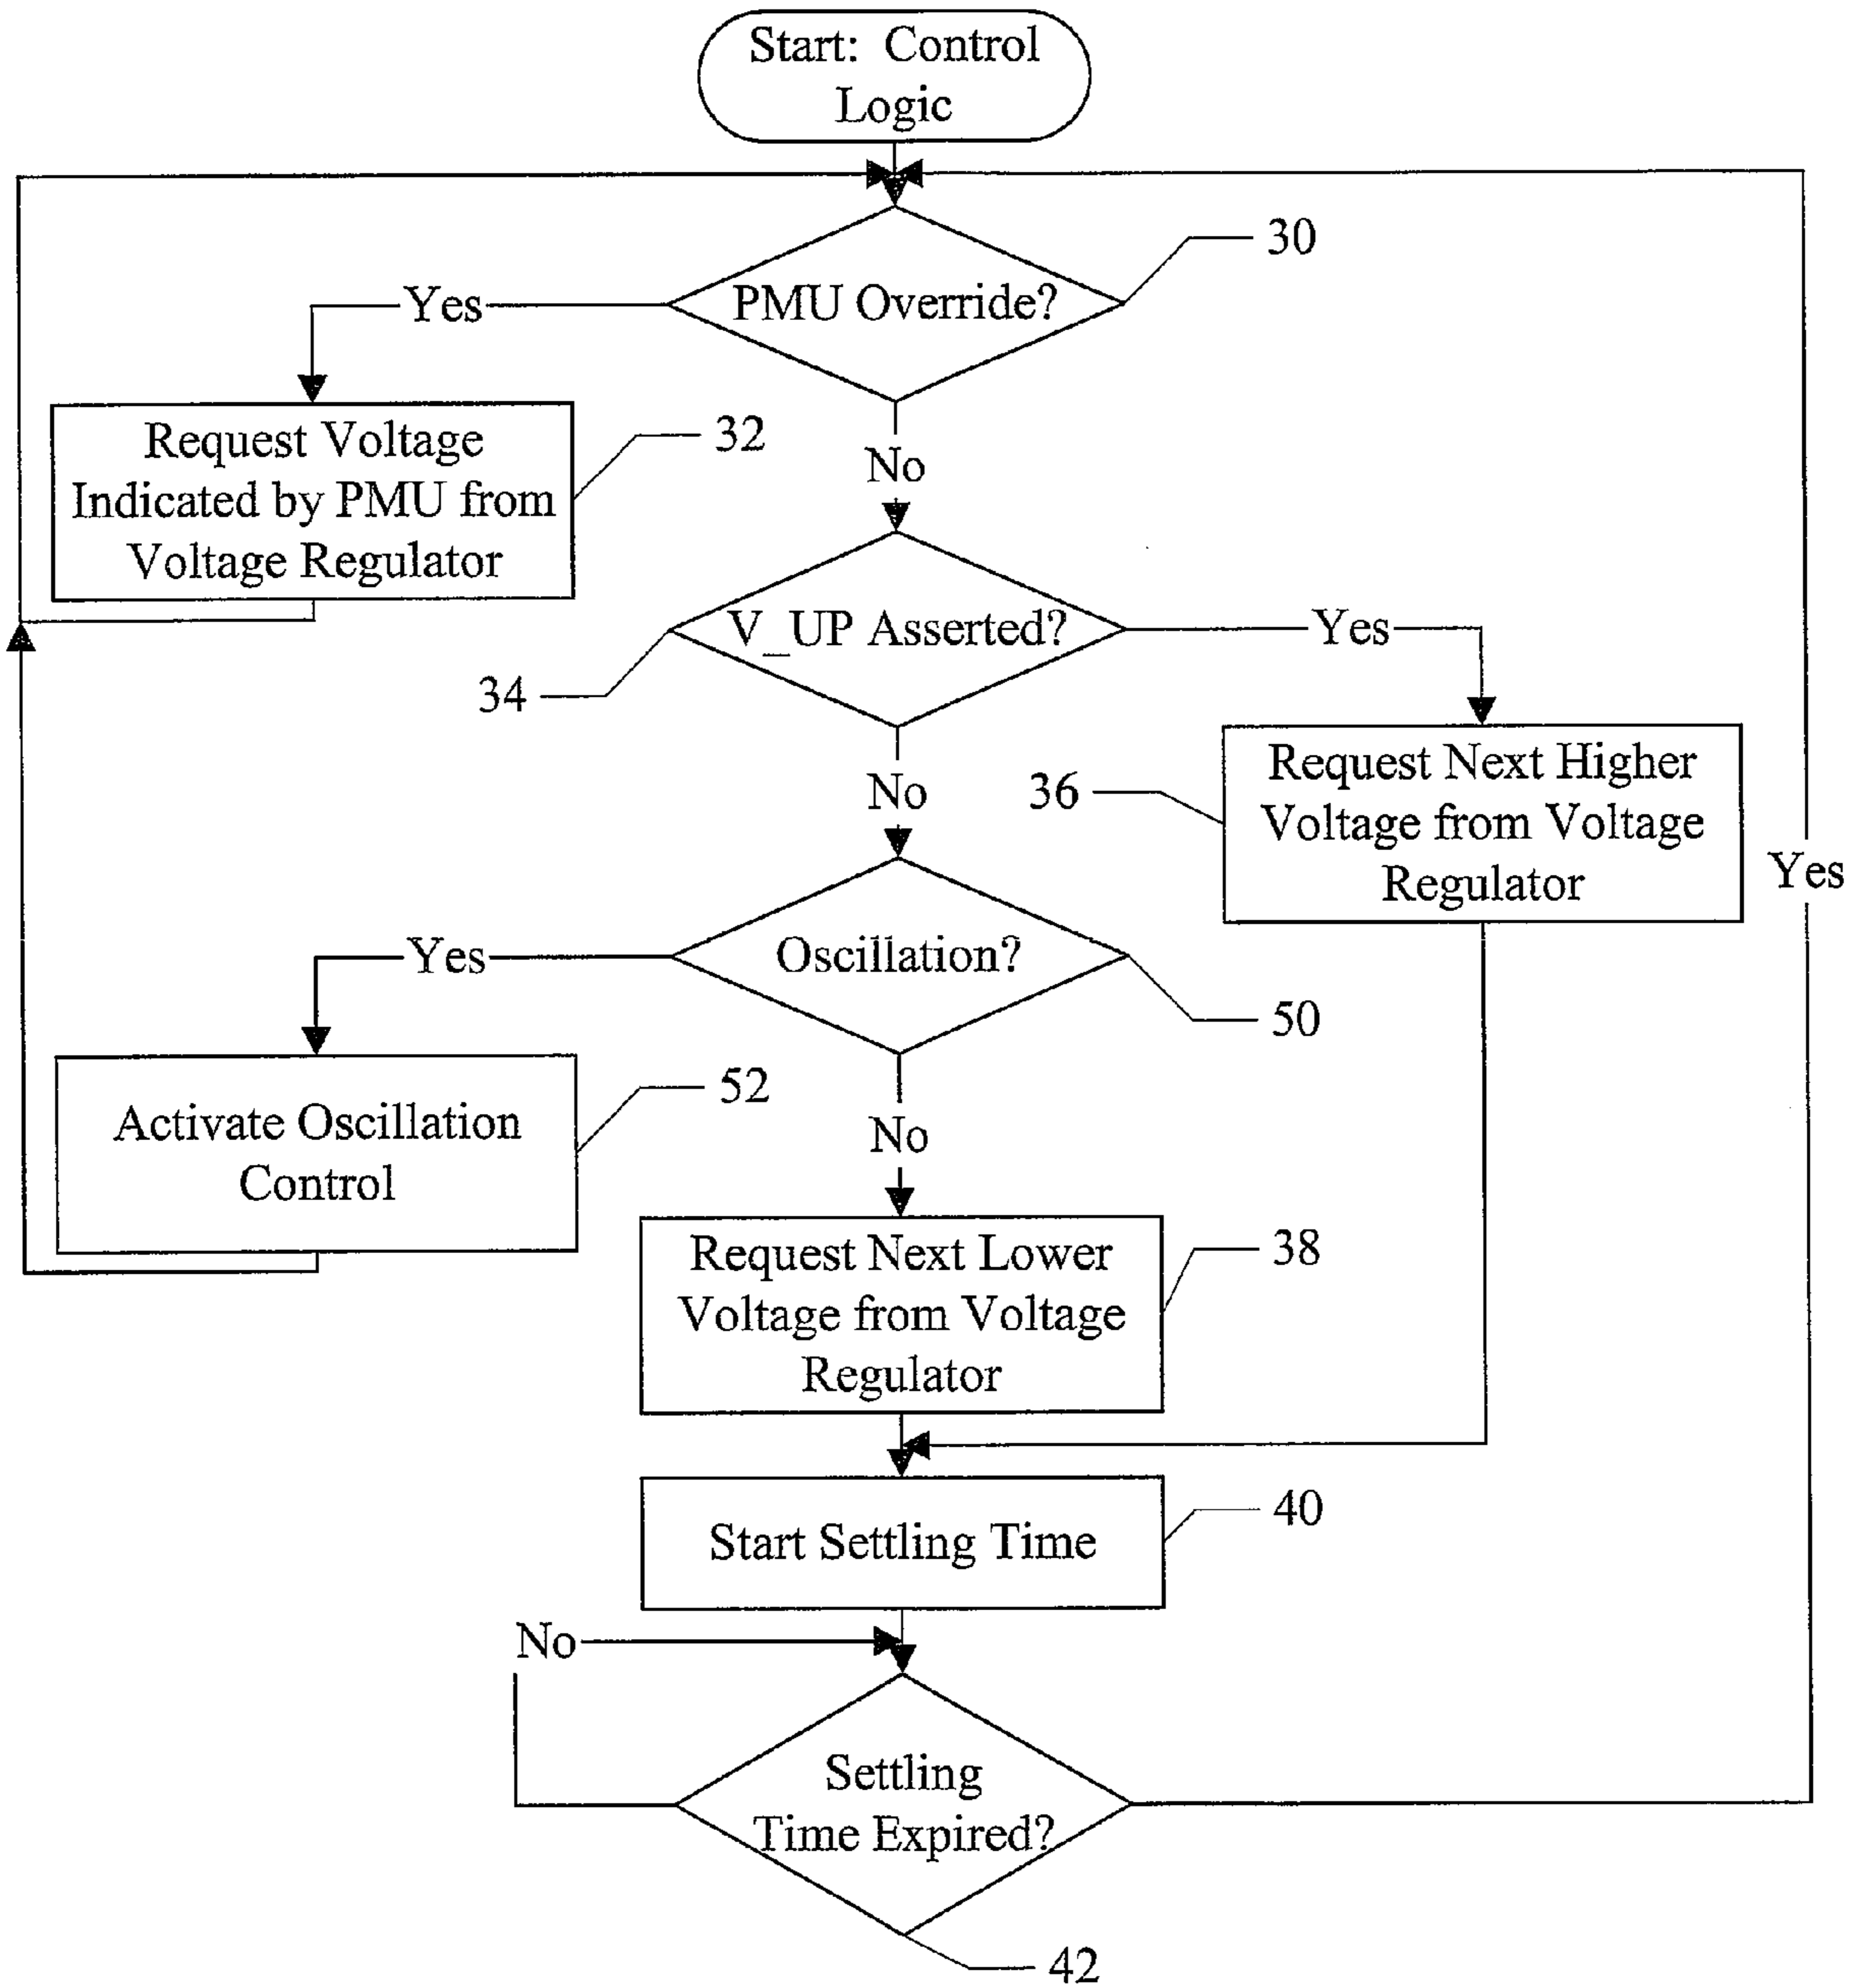 Start: Control
Logic
30
PMU Override?
Yes
Request Voltage
Indicated by PMU from
Voltage Regulator
32
No
V_UP Asserted?
Yes
34
Request Next Higher
Voltage from Voltage
Regulator
36
No
Yes
Oscillation?
Yes
50
Activate Oscillation
Control
52
No
Request Next Lower
Voltage from Voltage
Regulator
38
Start Settling Time
40
No
Settling
Time Expired?
42